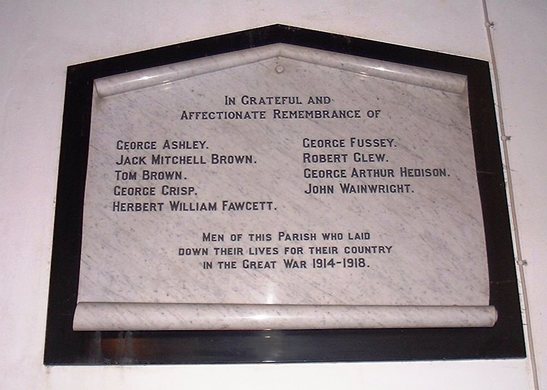 In Grateful and
Affectionate Remembrance of
George Ashley.
Jack Mitchell Brown.
Tom Brown.
George Crisp.
Herbert William Fawcett.
George Fussey.
Robert Glew.
George Arthur Hedison.
John Wainwright.
Men of this Parish who laid
down their lives for their country
in the Great War 1914-1918.